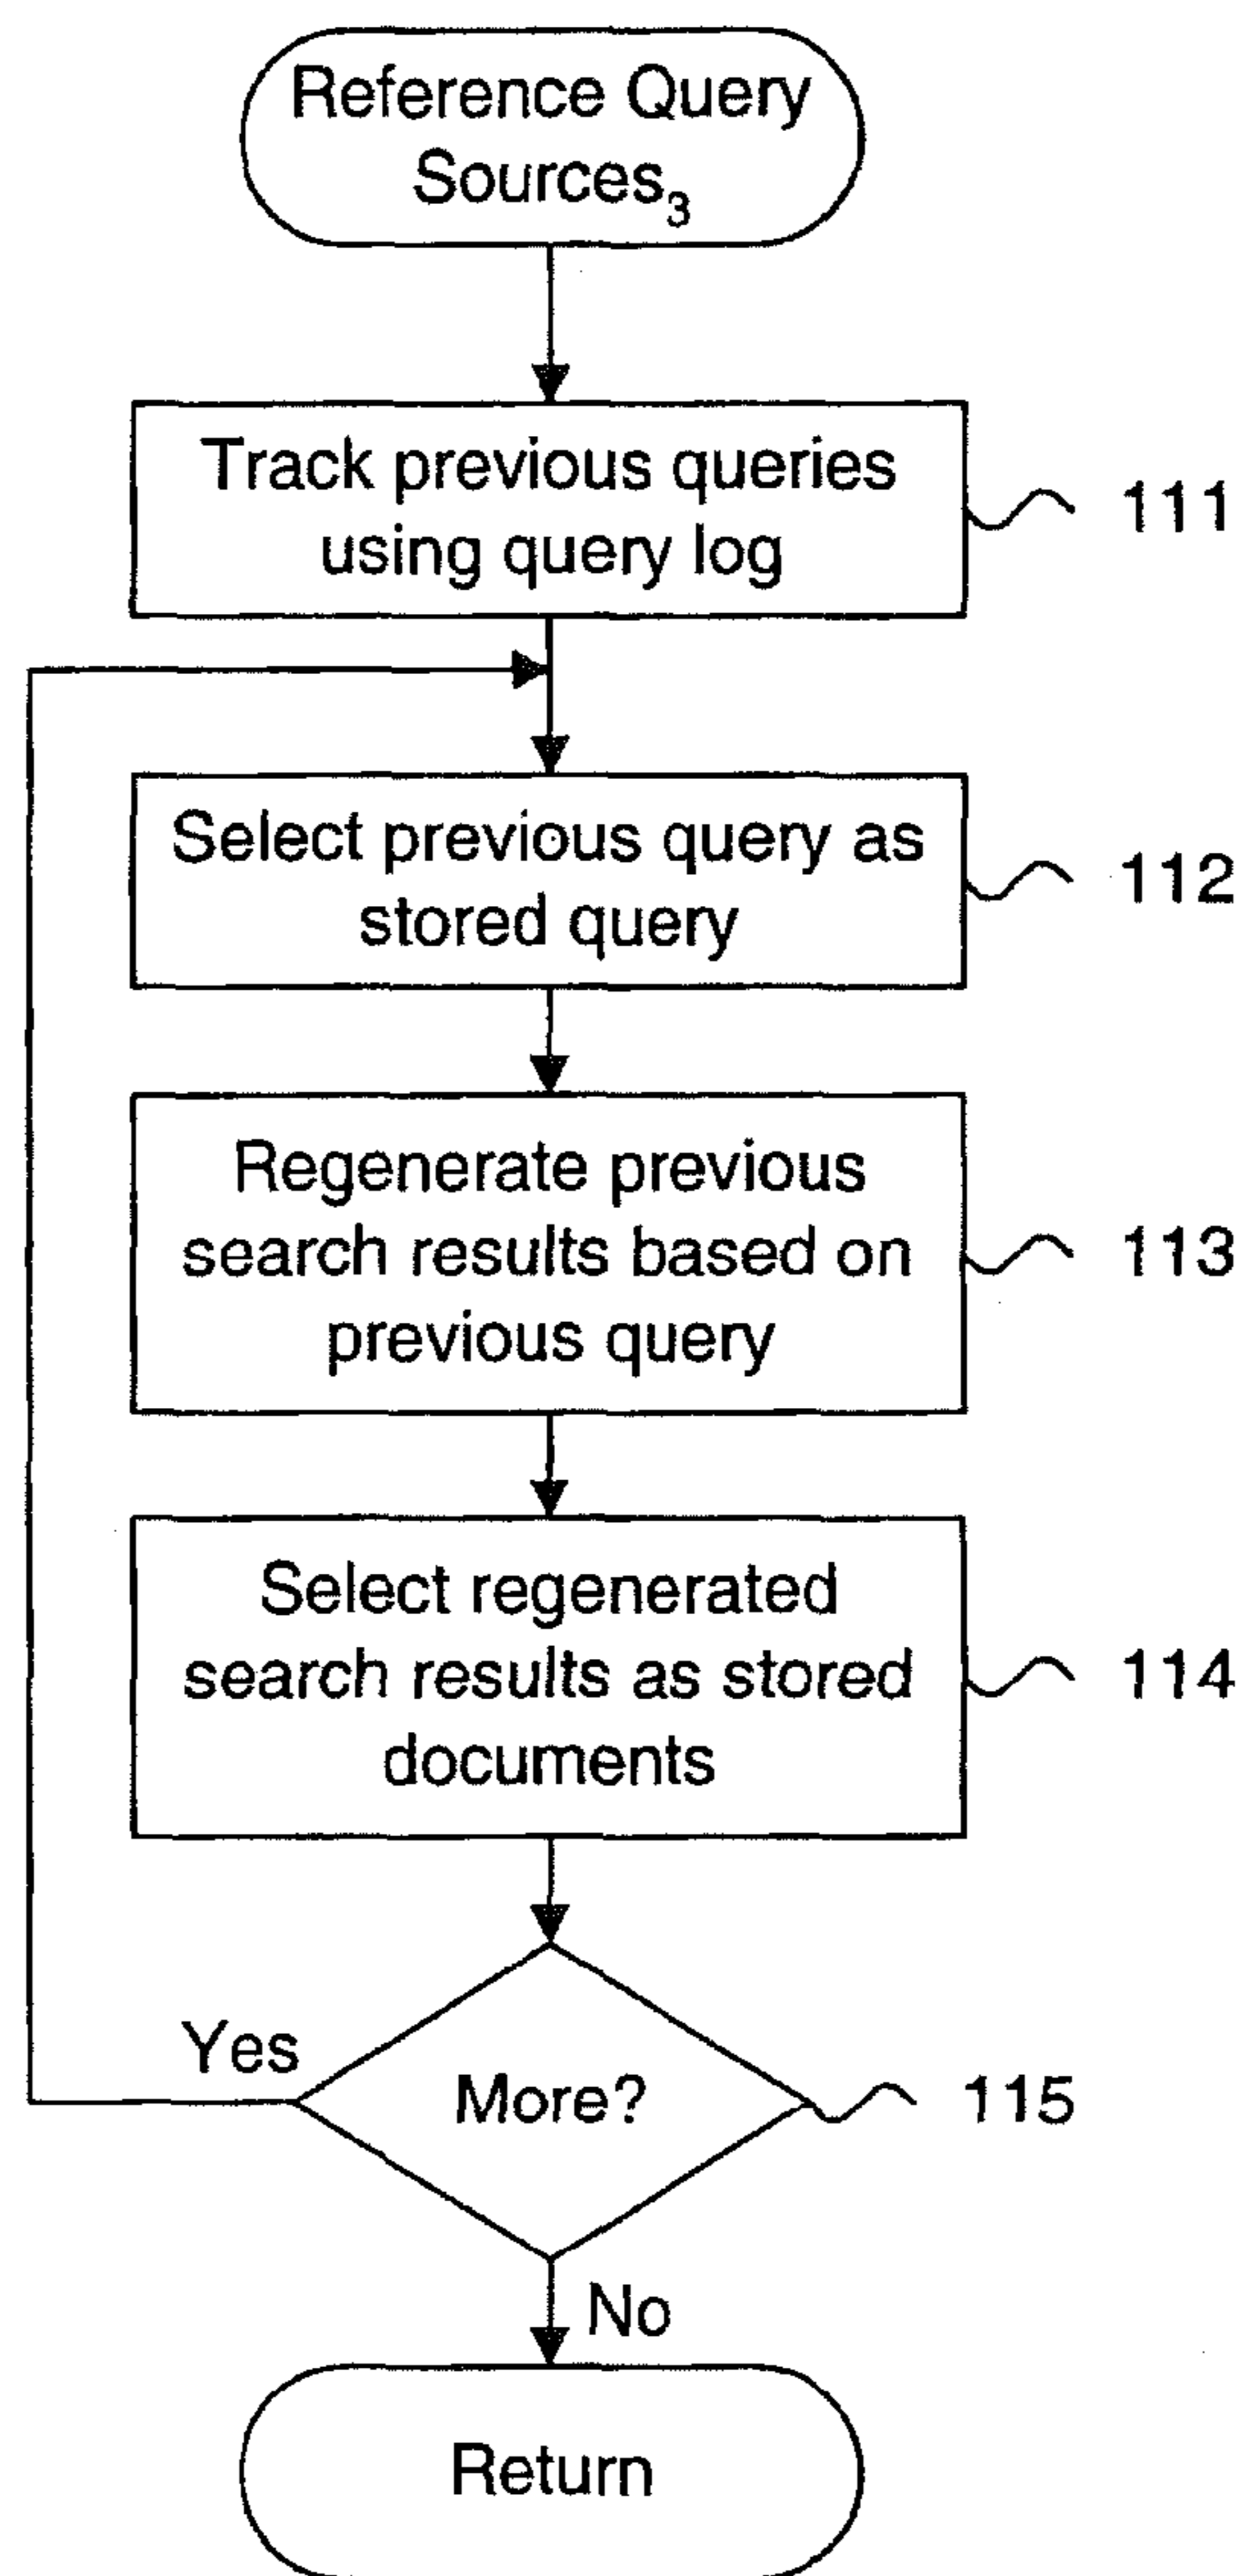 Reference Query
Sources₃
Track previous queries
using query log
111
Select previous query as
stored query
112
Regenerate previous
search results based on
previous query
113
Select regenerated
search results as stored
documents
114
Yes
More?
115
No
Return